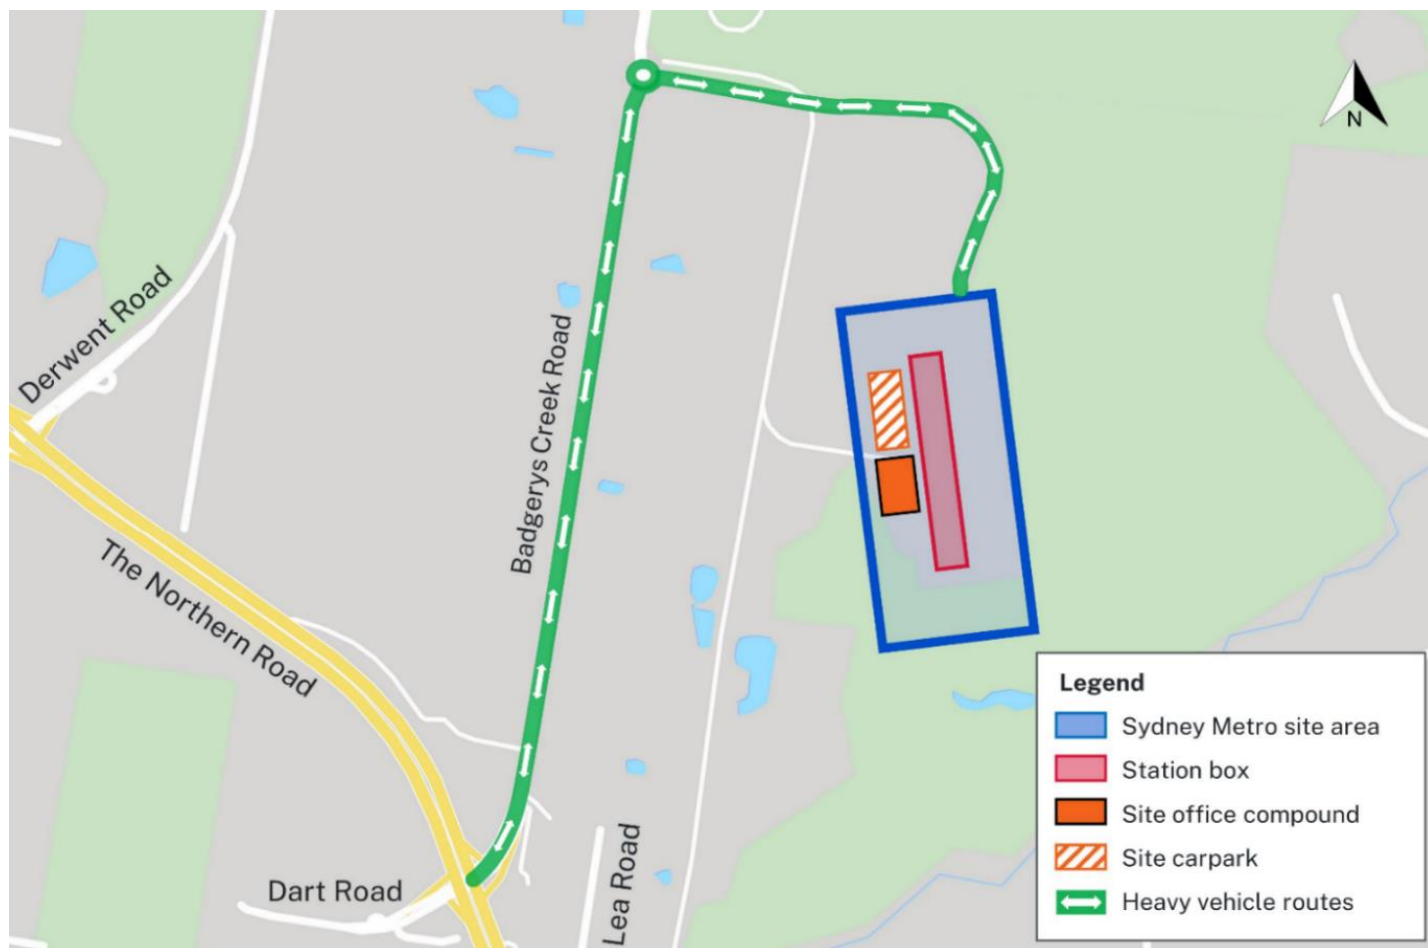 N
Derwent Road
Badgerys Creek Road
The Northern Road
Dart Road
Lea Road
Legend
Sydney Metro site area
Station box
Site office compound
Site carpark
Heavy vehicle routes